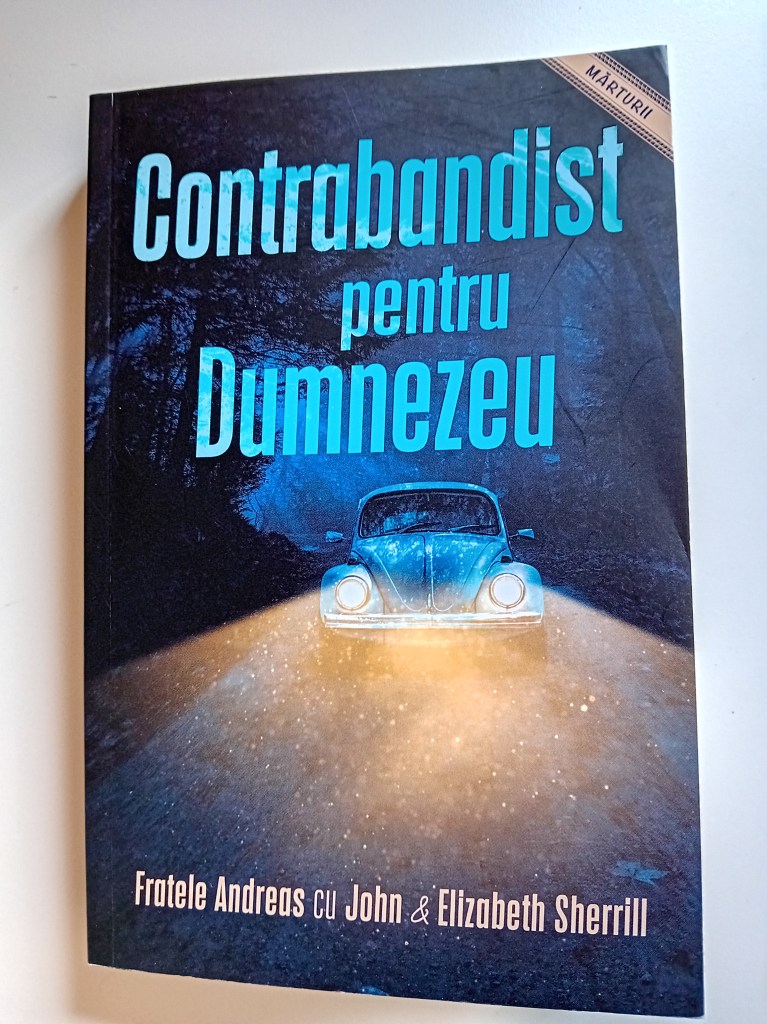 MĂRTURII
Contrabandist
pentru
Dumnezeu
Fratele Andreas cu John & Elizabeth Sherrill